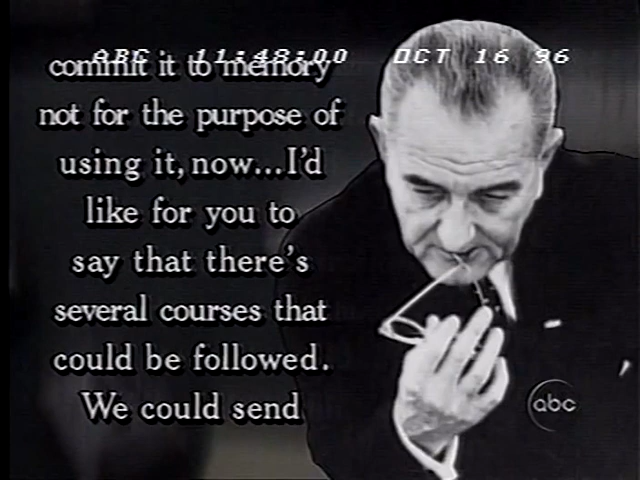 ABC 11:48:00 OCT 16 96
commit it to memory
not for the purpose of
using it, now...I'd
like for you to
say that there's
several courses that
could be followed.
We could send
abc